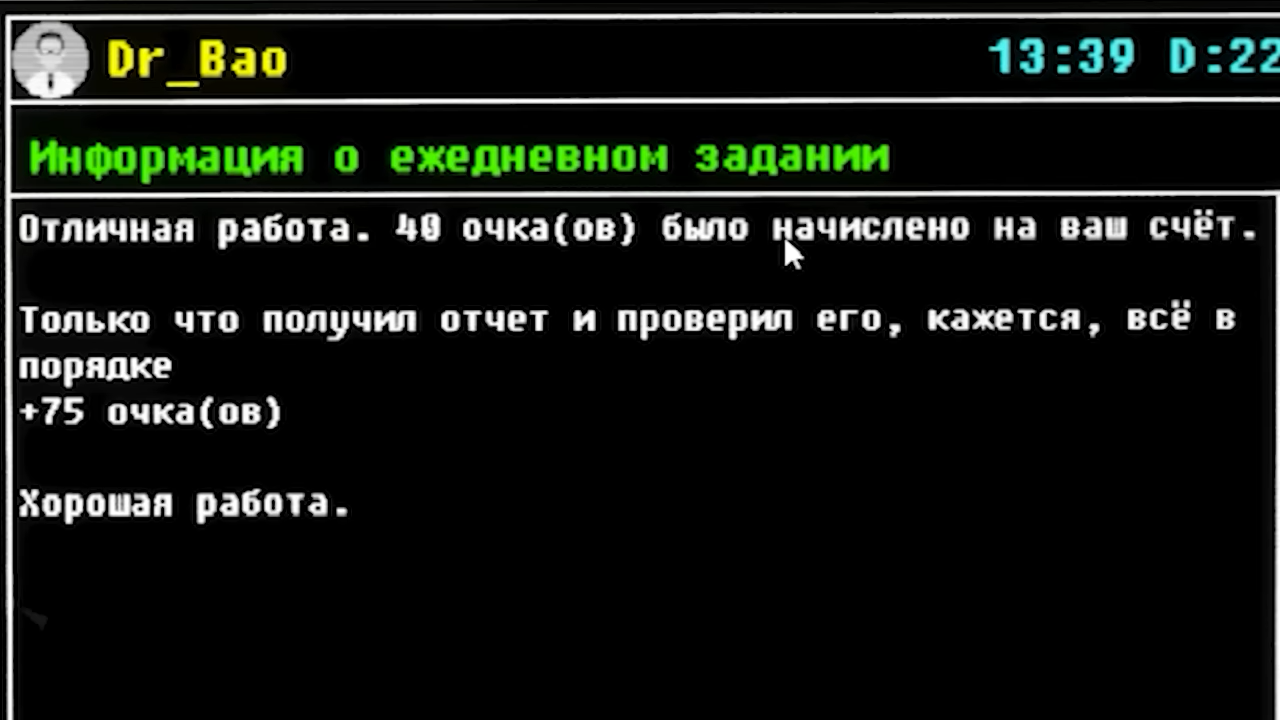 Dr_Bao
13:39 D:22
Информация о ежедневном задании
Отличная работа. 40 очка(ов) было начислено на ваш счёт.
Только что получил отчет и проверил его, кажется, всё в
порядке
+75 очка(ов)
Хорошая работа.